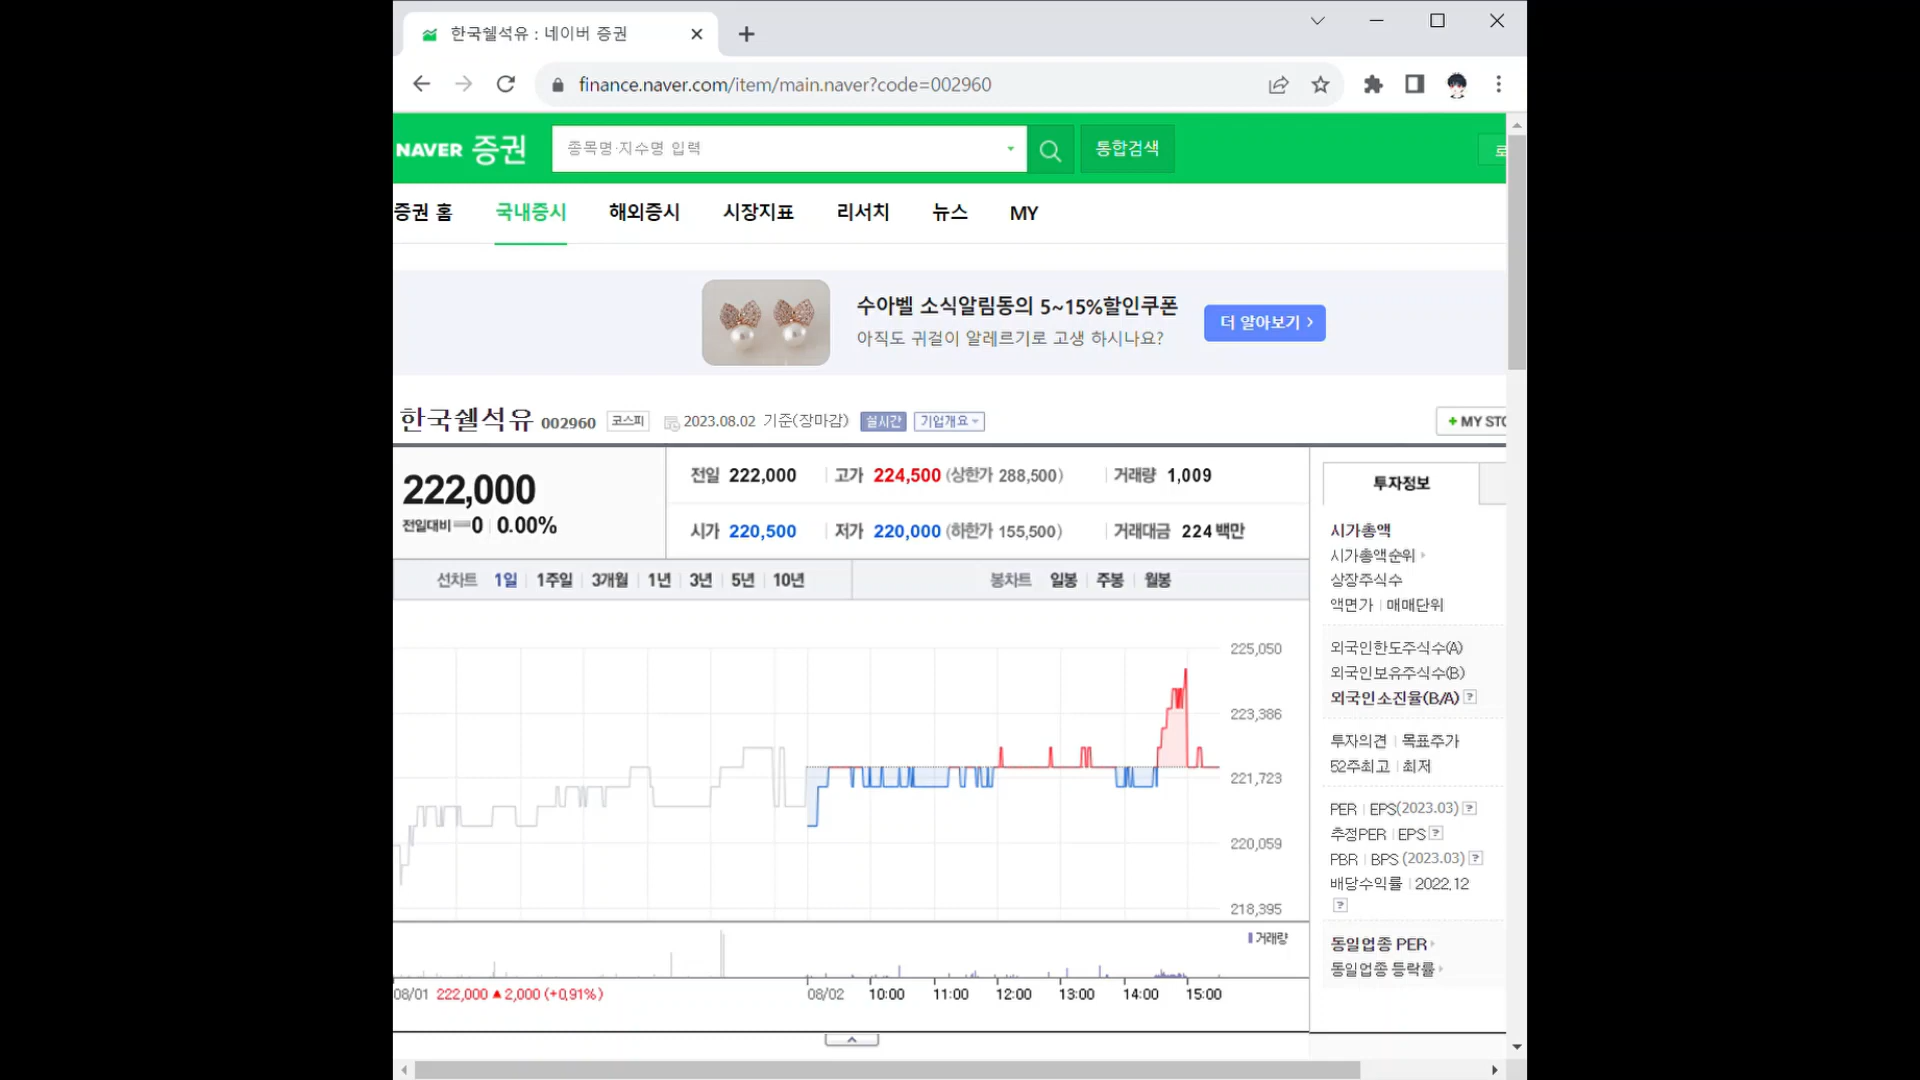 한국쉘석유 : 네이버 증권
finance.naver.com/item/main.naver?code=002960
NAVER 증권 종목명·지수명 입력 통합검색
증권 홈 국내증시 해외증시 시장지표 리서치 뉴스 MY
수아벨 소식알림동의 5~15%할인쿠폰
아직도 귀걸이 알레르기로 고생 하시나요?
더 알아보기
한국쉘석유 002960 코스피 2023.08.02 기준(장마감) 실시간 기업개요 + MY STO
222,000
전일대비 0 0.00%
전일 222,000 고가 224,500 (상한가 288,500) 거래량 1,009
시가 220,500 저가 220,000 (하한가 155,500) 거래대금 224 백만
선차트 1일 1주일 3개월 1년 3년 5년 10년 봉차트 일봉 주봉 월봉
225,050
223,386
221,723
220,059
218,395
거래량
08/01 222,000 ▲ 2,000 (+0.91%) 08/02 10:00 11:00 12:00 13:00 14:00 15:00
투자정보
시가총액
시가총액순위
상장주식수
액면가 매매단위
외국인한도주식수(A)
외국인보유주식수(B)
외국인소진율(B/A) ?
투자의견 목표주가
52주최고 최저
PER EPS(2023.03) ?
추정PER EPS ?
PBR BPS (2023.03) ?
배당수익률 2022.12
?
동일업종 PER
동일업종 등락률